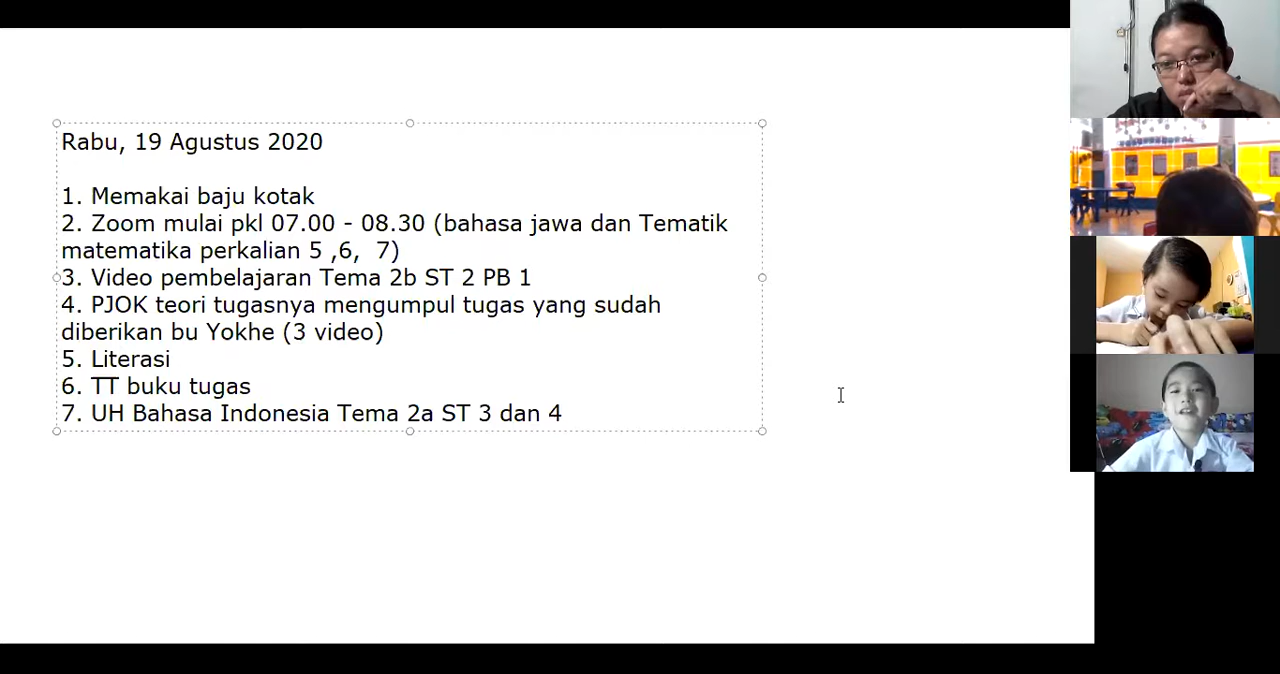 Rabu, 19 Agustus 2020
1. Memakai baju kotak
2. Zoom mulai pkl 07.00 - 08.30 (bahasa jawa dan Tematik
matematika perkalian 5 ,6,  7)
3. Video pembelajaran Tema 2b ST 2 PB 1
4. PJOK teori tugasnya mengumpul tugas yang sudah
diberikan bu Yokhe (3 video)
5. Literasi
6. TT buku tugas
7. UH Bahasa Indonesia Tema 2a ST 3 dan 4